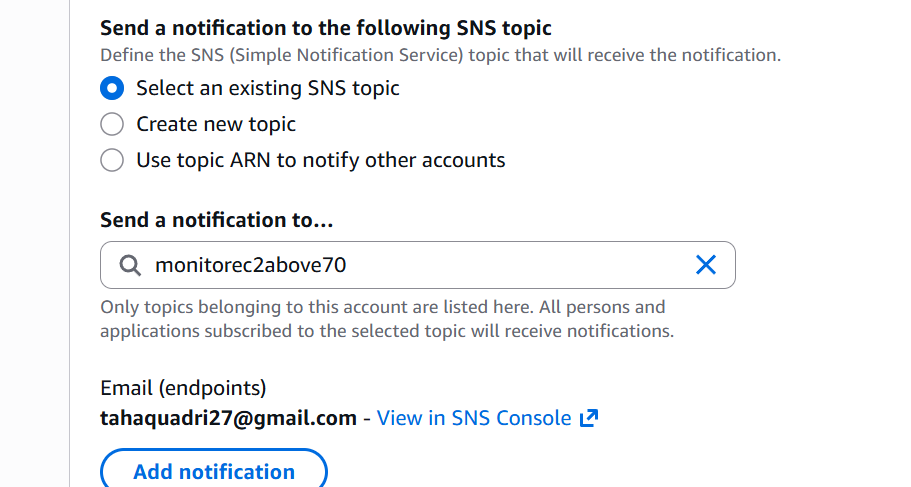 Send a notification to the following SNS topic
Define the SNS (Simple Notification Service) topic that will receive the notification.
Select an existing SNS topic
Create new topic
Use topic ARN to notify other accounts
Send a notification to...
monitorec2above70
Only topics belonging to this account are listed here. All persons and
applications subscribed to the selected topic will receive notifications.
Email (endpoints)
tahaquadri27@gmail.com - View in SNS Console
Add notification